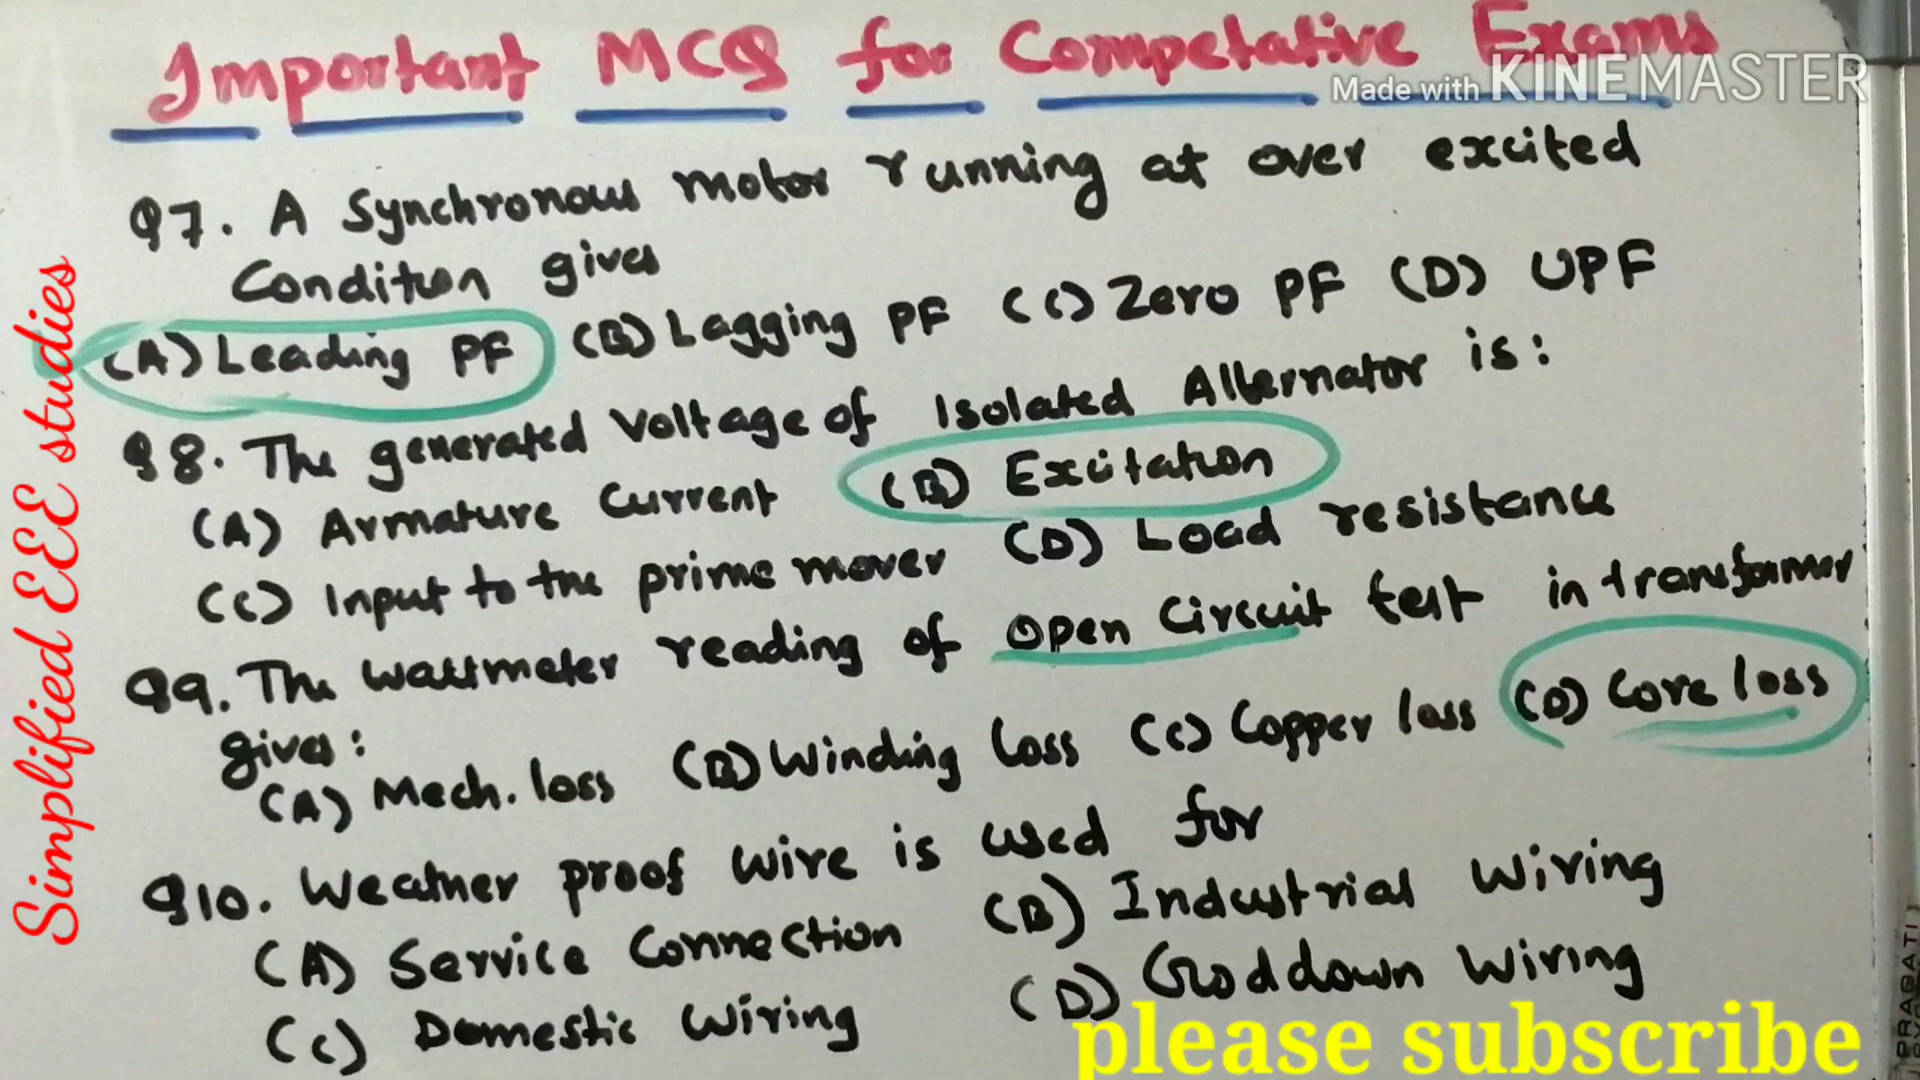 Important MCQ for Competative Exams
Made with KINEMASTER
Q7. A Synchronous motor running at over excited
Condition gives
(A) Leading PF (B) Lagging PF (C) Zero PF (D) UPF
Q8. The generated Voltage of Isolated Alternator is:
(A) Armature Current (B) Excitation
(C) Input to the prime mover (D) Load resistance
Q9. The wattmeter reading of open Circuit test in transformer
gives:
(A) Mech. loss (B) Winding Loss (C) Copper loss (D) Core loss
Q10. Weather proof wire is used for
(A) Service Connection (B) Industrial Wiring
(C) Domestic Wiring (D) Goddown Wiring
Simplified EEE studies
please subscribe
PRAGATI